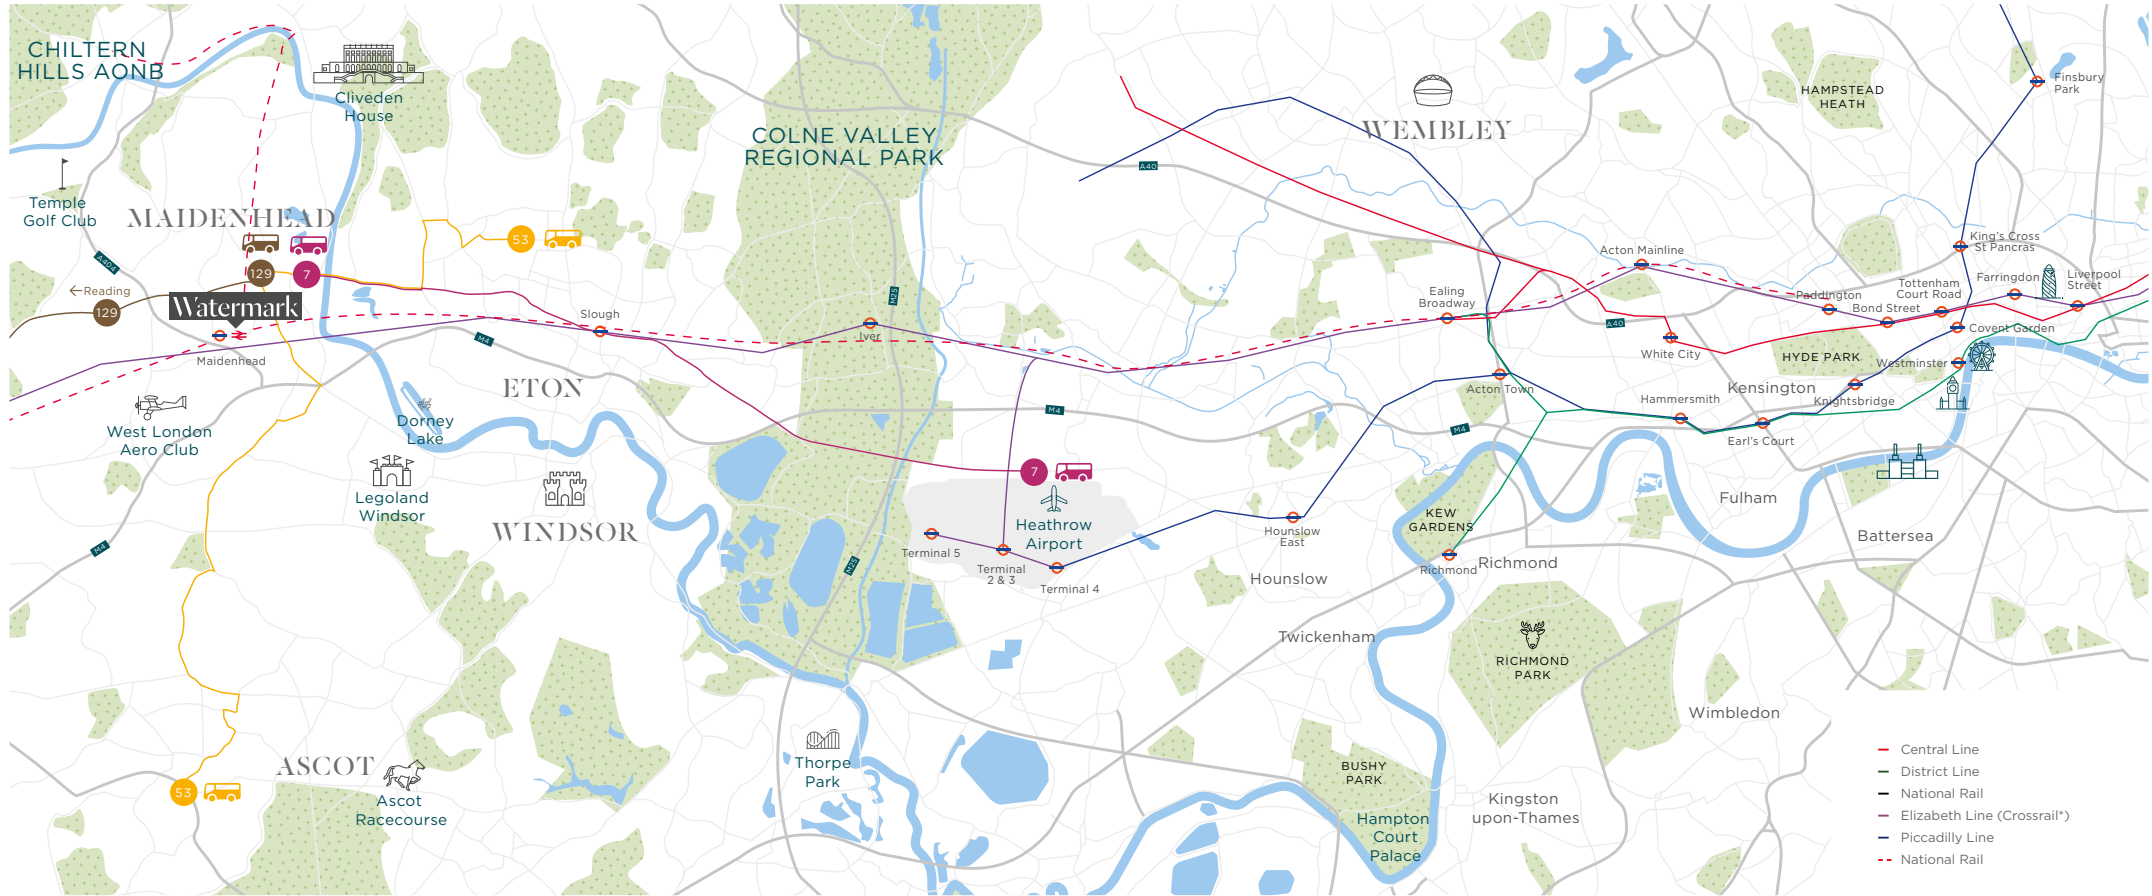 CHILTERN
HILLS AONB
Cliveden
House
Temple
Golf Club
MAIDENHEAD
A404
129
7
53
←Reading
129
Watermark
Maidenhead
Slough
M4
COLNE VALLEY
REGIONAL PARK
M25
Iver
WEMBLEY
A40
HAMPSTEAD
HEATH
Finsbury
Park
King's Cross
St Pancras
Acton Mainline
Ealing
Broadway
Paddington
Bond Street
Tottenham
Court Road
Farringdon
Liverpool
Street
A40
White City
Covent Garden
HYDE PARK
Westminster
Kensington
Knightsbridge
Acton Town
Hammersmith
Earl's Court
M4
M4
ETON
West London
Aero Club
Dorney
Lake
Legoland
Windsor
WINDSOR
M4
7
Heathrow
Airport
Terminal 5
Terminal
2 & 3
Terminal 4
M25
Hounslow
East
Hounslow
KEW
GARDENS
Richmond
Richmond
Fulham
Battersea
Twickenham
RICHMOND
PARK
Wimbledon
53
ASCOT
Ascot
Racecourse
Thorpe
Park
BUSHY
PARK
Hampton
Court
Palace
Kingston
upon-Thames
Central Line
District Line
National Rail
Elizabeth Line (Crossrail*)
Piccadilly Line
National Rail